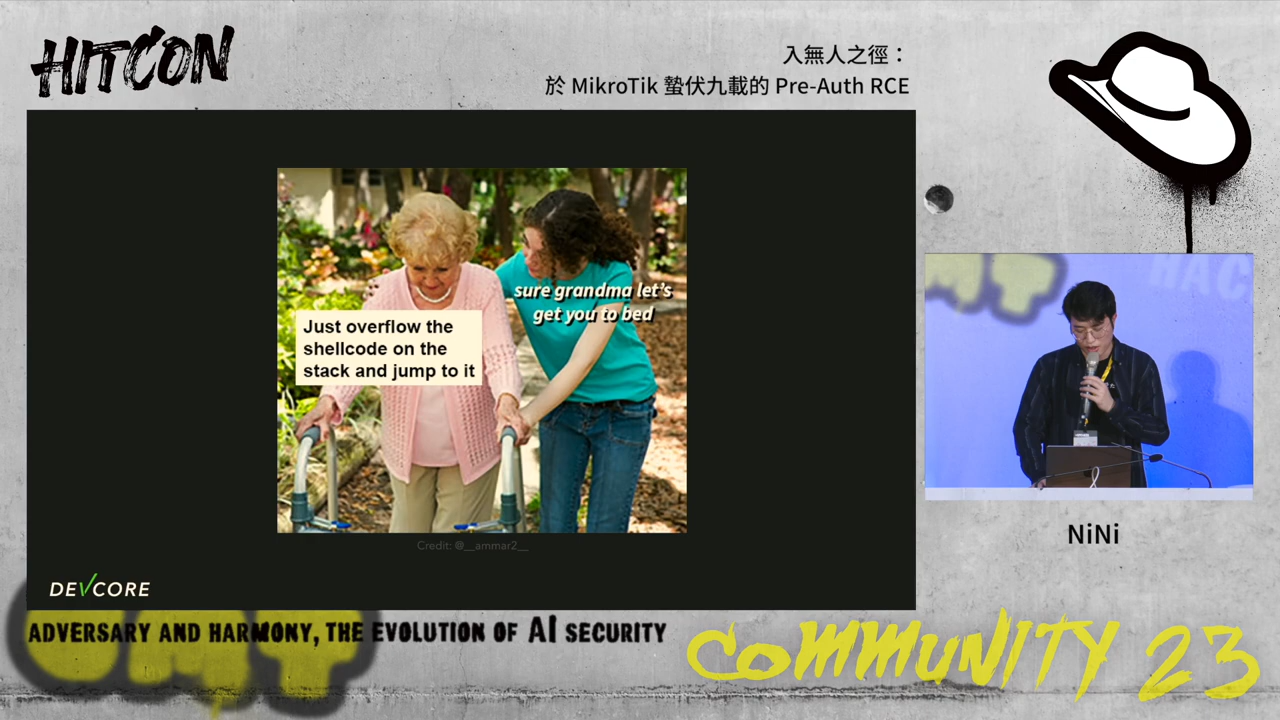 HITCON
入無人之徑：
於 MikroTik 蟄伏九載的 Pre-Auth RCE
sure grandma let's
get you to bed
Just overflow the
shellcode on the
stack and jump to it
Credit: @__ammar2__
DEVCORE
HAC
NiNi
ADVERSARY AND HARMONY, THE EVOLUTION OF AI SECURITY
COMMUNITY 23